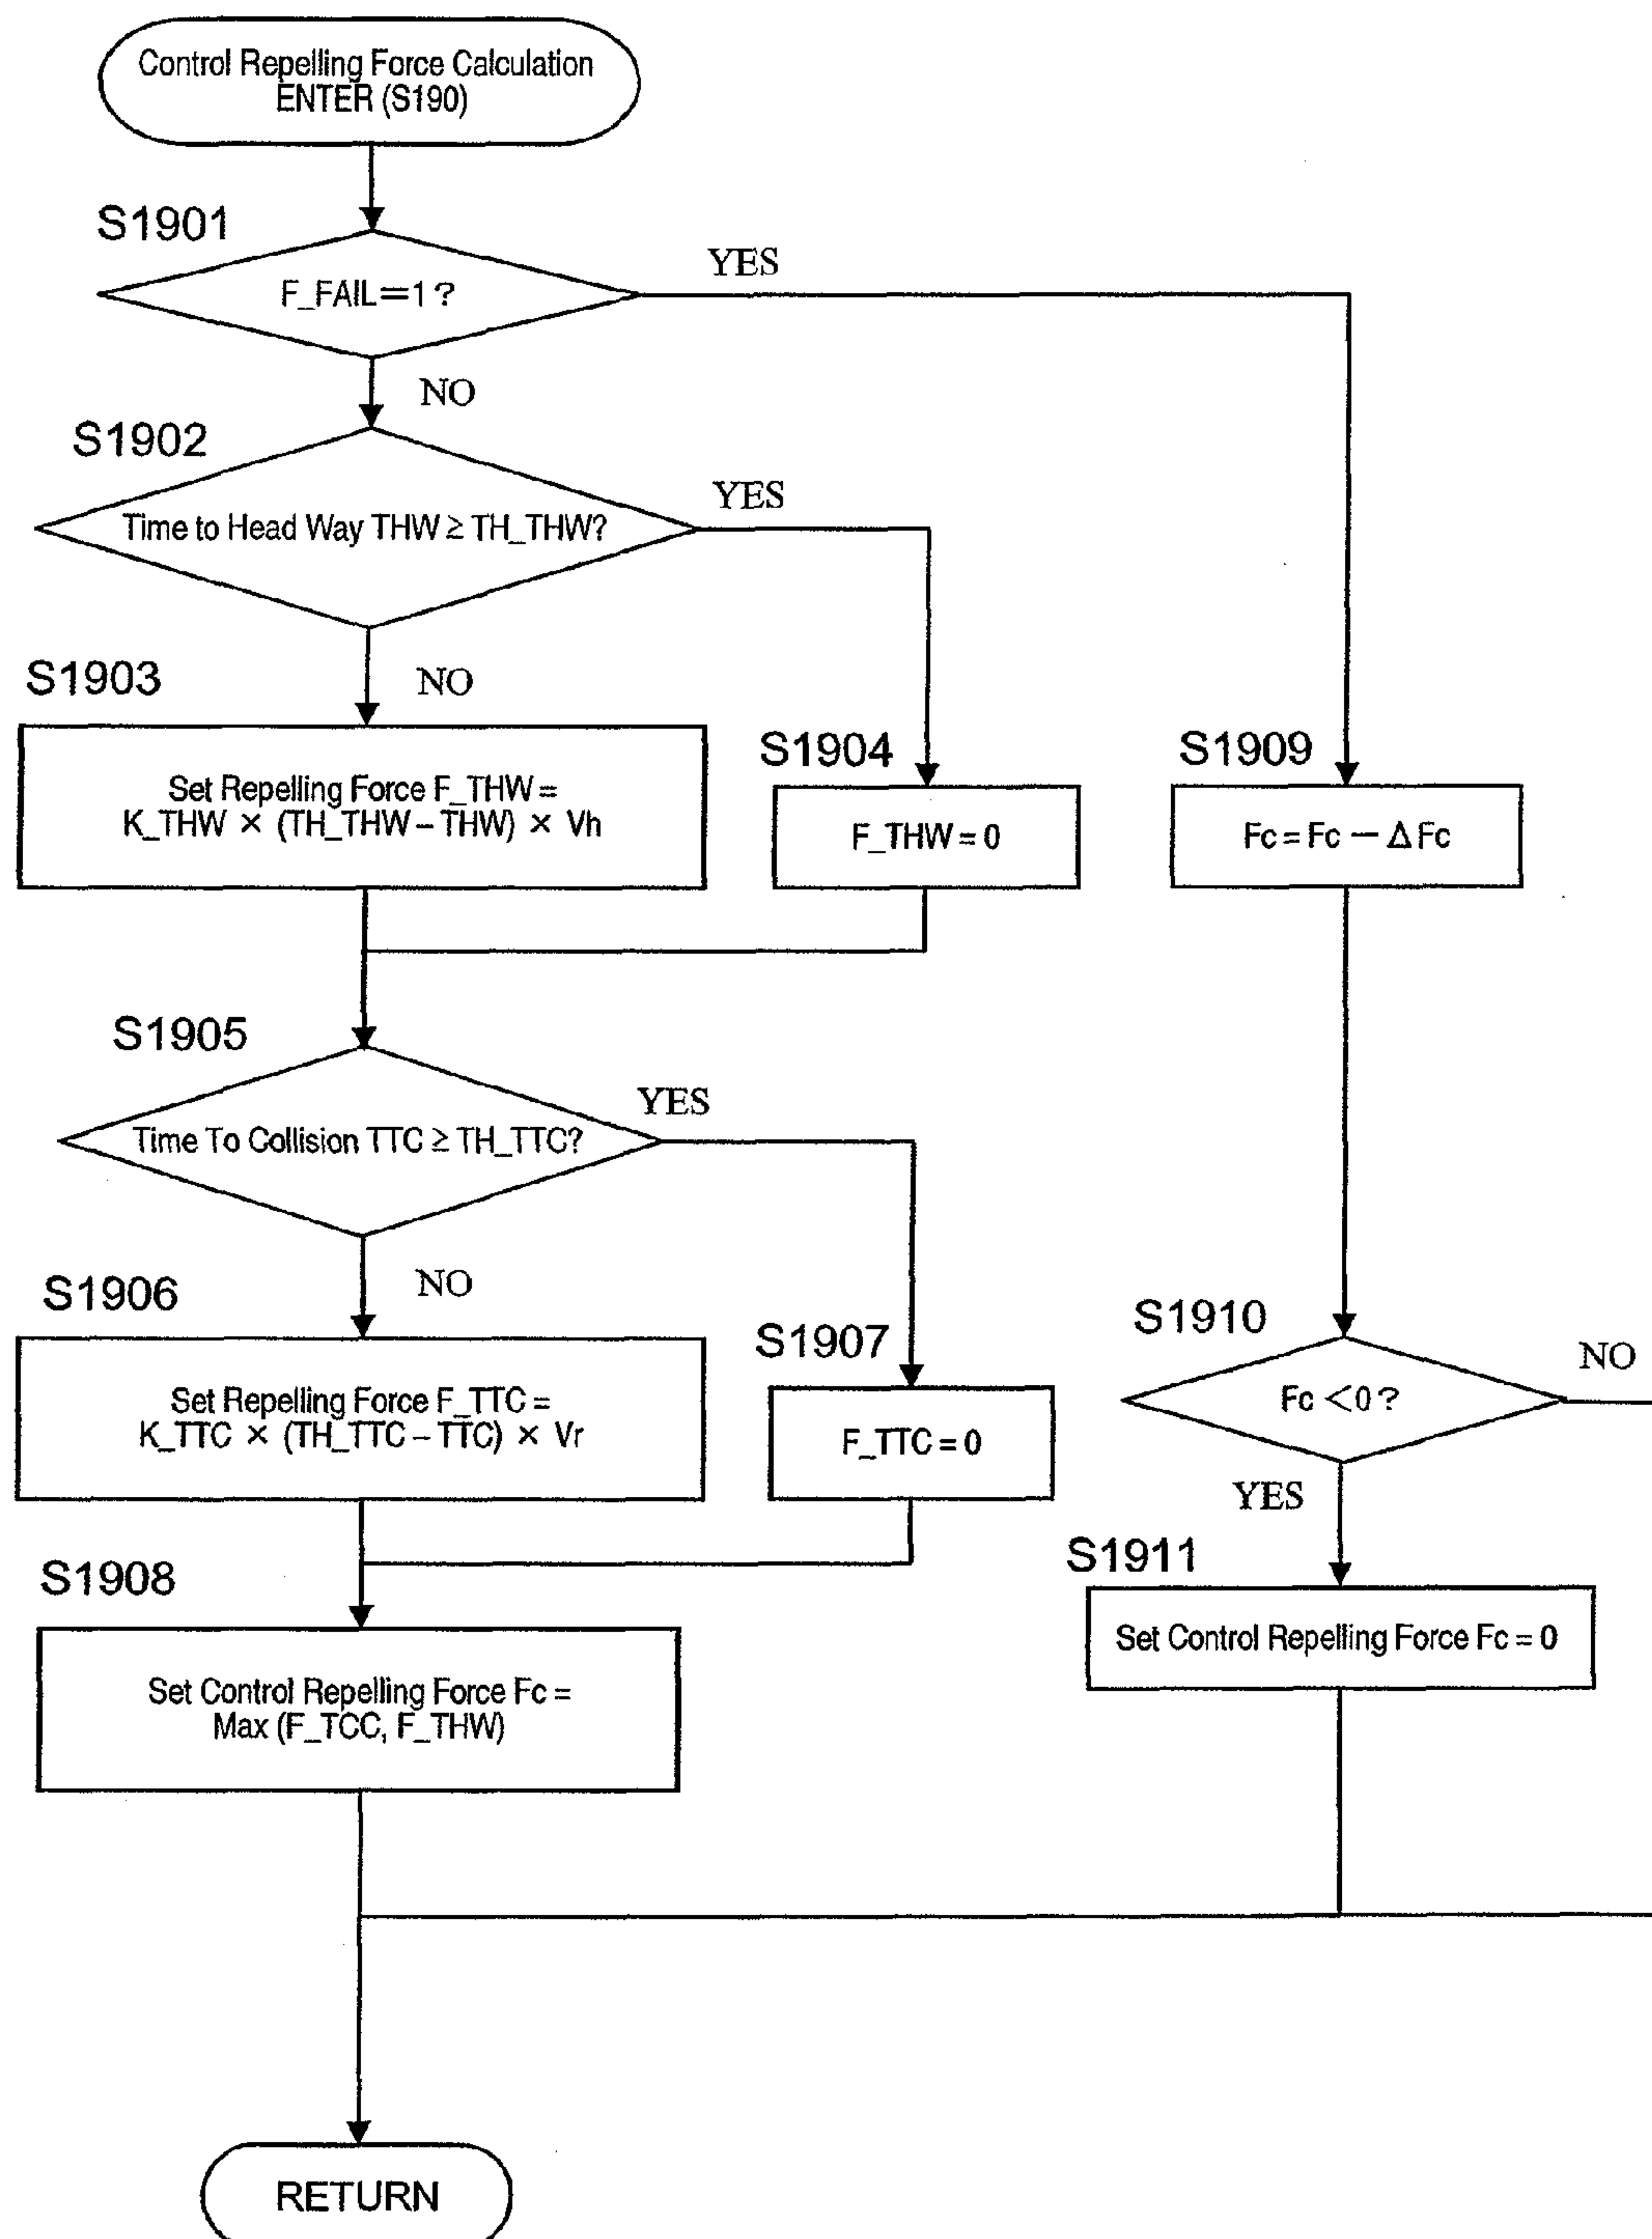 Control Repelling Force Calculation
ENTER (S190)
S1901
F_FAIL=1?
YES
NO
S1902
Time to Head Way THW ≥ TH_THW?
YES
NO
S1903
Set Repelling Force F_THW =
K_THW × (TH_THW – THW) × Vh
S1904
F_THW = 0
S1909
Fc = Fc – Δ Fc
S1905
Time To Collision TTC ≥ TH_TTC?
YES
NO
S1906
Set Repelling Force F_TTC =
K_TTC × (TH_TTC – TTC) × Vr
S1907
F_TTC = 0
S1910
Fc <0?
NO
YES
S1911
Set Control Repelling Force Fc = 0
S1908
Set Control Repelling Force Fc =
Max (F_TCC, F_THW)
RETURN